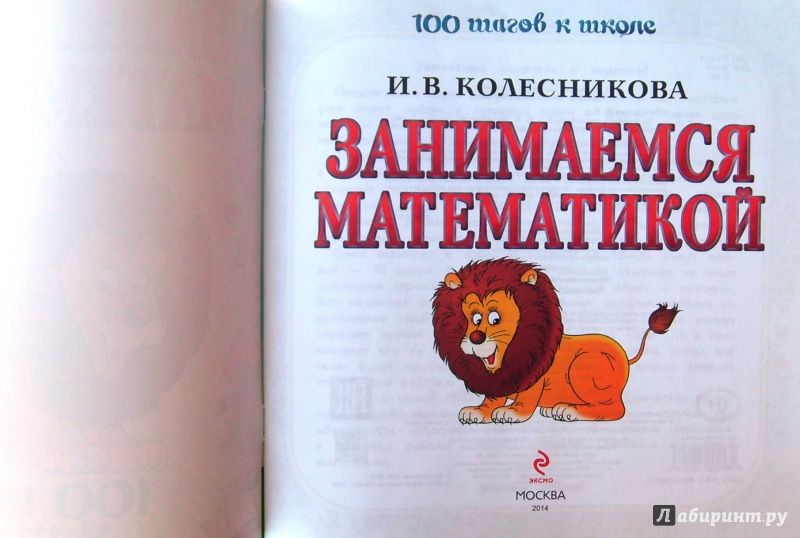 100 шагов к школе
И. В. КОЛЕСНИКОВА
ЗАНИМАЕМСЯ
МАТЕМАТИКОЙ
ЭКСМО
МОСКВА
2014
Лабиринт.ру